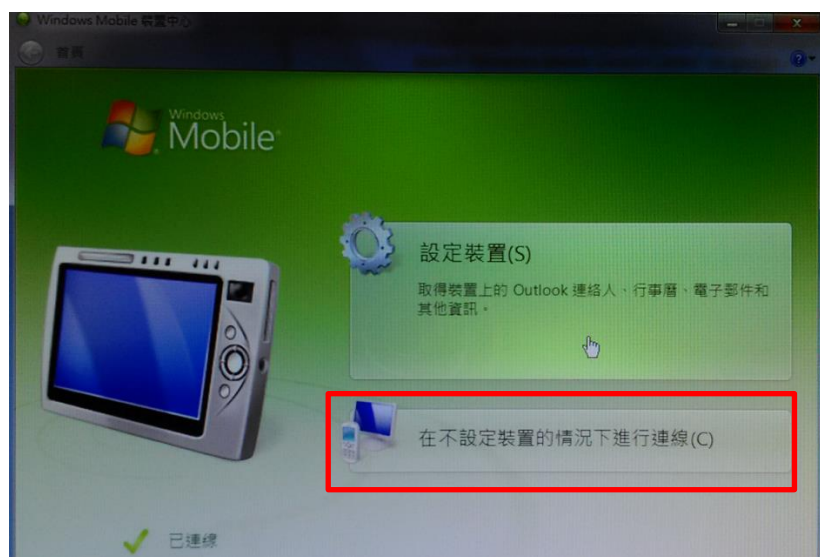 Windows Mobile 裝置中心
首頁
Windows
Mobile
設定裝置(S)
取得裝置上的 Outlook 連絡人、行事曆、電子郵件和
其他資訊。
在不設定裝置的情況下進行連線(C)
已連線